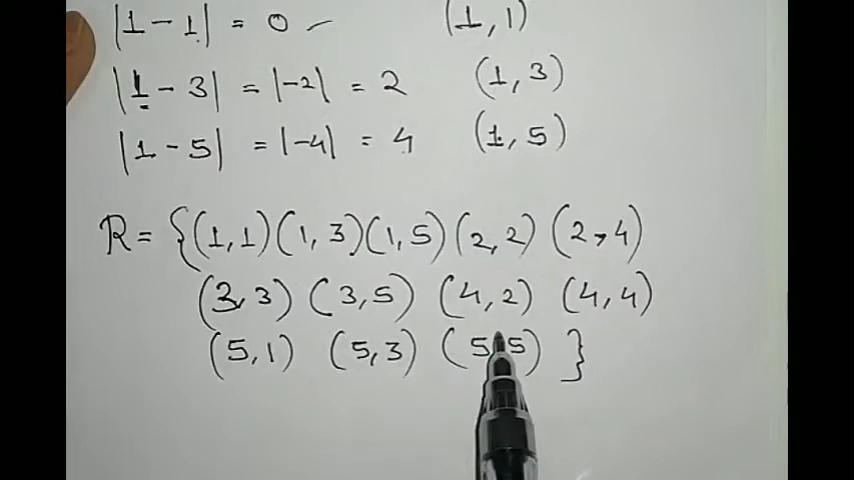 |1 - 1| = 0 (1, 1)
|1 - 3| = |-2| = 2 (1, 3)
|1 - 5| = |-4| = 4 (1, 5)
R = {(1, 1) (1, 3) (1, 5) (2, 2) (2, 4)
(3, 3) (3, 5) (4, 2) (4, 4)
(5, 1) (5, 3) (5, 5) }